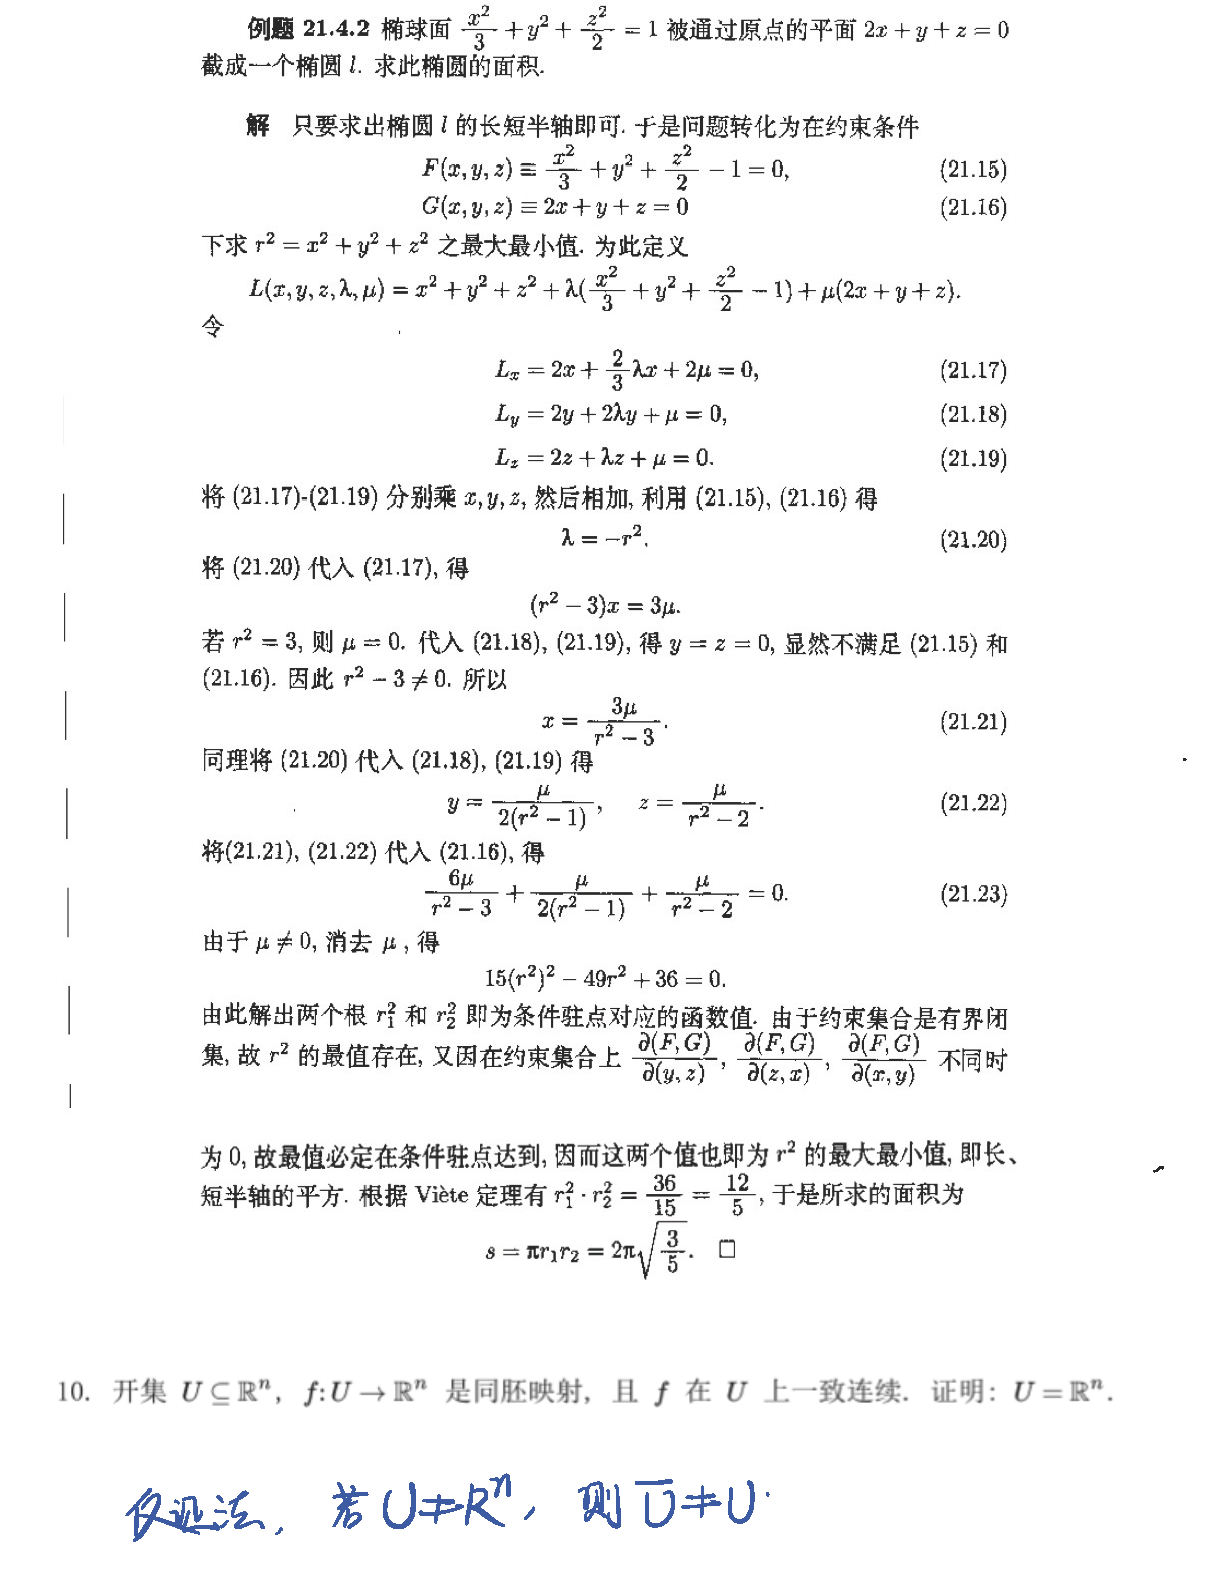 例题 21.4.2 椭球面 $\frac{x^2}{3} + y^2 + \frac{z^2}{2} = 1$ 被通过原点的平面 $2x + y + z = 0$
截成一个椭圆 $l$. 求此椭圆的面积.
解 只要求出椭圆 $l$ 的长短半轴即可. 于是问题转化为在约束条件
$F(x, y, z) \equiv \frac{x^2}{3} + y^2 + \frac{z^2}{2} - 1 = 0,$ (21.15)
$G(x, y, z) \equiv 2x + y + z = 0$ (21.16)
下求 $r^2 = x^2 + y^2 + z^2$ 之最大最小值. 为此定义
$L(x, y, z, \lambda, \mu) = x^2 + y^2 + z^2 + \lambda(\frac{x^2}{3} + y^2 + \frac{z^2}{2} - 1) + \mu(2x + y + z).$
令
$L_x = 2x + \frac{2}{3}\lambda x + 2\mu = 0,$ (21.17)
$L_y = 2y + 2\lambda y + \mu = 0,$ (21.18)
$L_z = 2z + \lambda z + \mu = 0.$ (21.19)
将 (21.17)-(21.19) 分别乘 $x, y, z$, 然后相加, 利用 (21.15), (21.16) 得
$\lambda = -r^2.$ (21.20)
将 (21.20) 代入 (21.17), 得
$(r^2 - 3)x = 3\mu.$
若 $r^2 = 3$, 则 $\mu = 0$. 代入 (21.18), (21.19), 得 $y = z = 0$, 显然不满足 (21.15) 和
(21.16). 因此 $r^2 - 3 \neq 0$. 所以
$x = \frac{3\mu}{r^2 - 3}.$ (21.21)
同理将 (21.20) 代入 (21.18), (21.19) 得
$y = \frac{\mu}{2(r^2 - 1)}, \quad z = \frac{\mu}{r^2 - 2}.$ (21.22)
将(21.21), (21.22) 代入 (21.16), 得
$\frac{6\mu}{r^2 - 3} + \frac{\mu}{2(r^2 - 1)} + \frac{\mu}{r^2 - 2} = 0.$ (21.23)
由于 $\mu \neq 0$, 消去 $\mu$ , 得
$15(r^2)^2 - 49r^2 + 36 = 0.$
由此解出两个根 $r_1^2$ 和 $r_2^2$ 即为条件驻点对应的函数值. 由于约束集合是有界闭
集, 故 $r^2$ 的最值存在, 又因在约束集合上 $\frac{\partial(F, G)}{\partial(y, z)}, \frac{\partial(F, G)}{\partial(z, x)}, \frac{\partial(F, G)}{\partial(x, y)}$ 不同时
为 0, 故最值必定在条件驻点达到, 因而这两个值也即为 $r^2$ 的最大最小值, 即长、
短半轴的平方. 根据 Viète 定理有 $r_1^2 \cdot r_2^2 = \frac{36}{15} = \frac{12}{5}$, 于是所求的面积为
$s = \pi r_1 r_2 = 2\pi\sqrt{\frac{3}{5}}.$ □
10. 开集 $U \subseteq \mathbb{R}^n$, $f: U \to \mathbb{R}^n$ 是同胚映射, 且 $f$ 在 $U$ 上一致连续. 证明: $U = \mathbb{R}^n$.
反证法, 若 $U \neq R^n$, 则 $\overline{U} \neq U$.